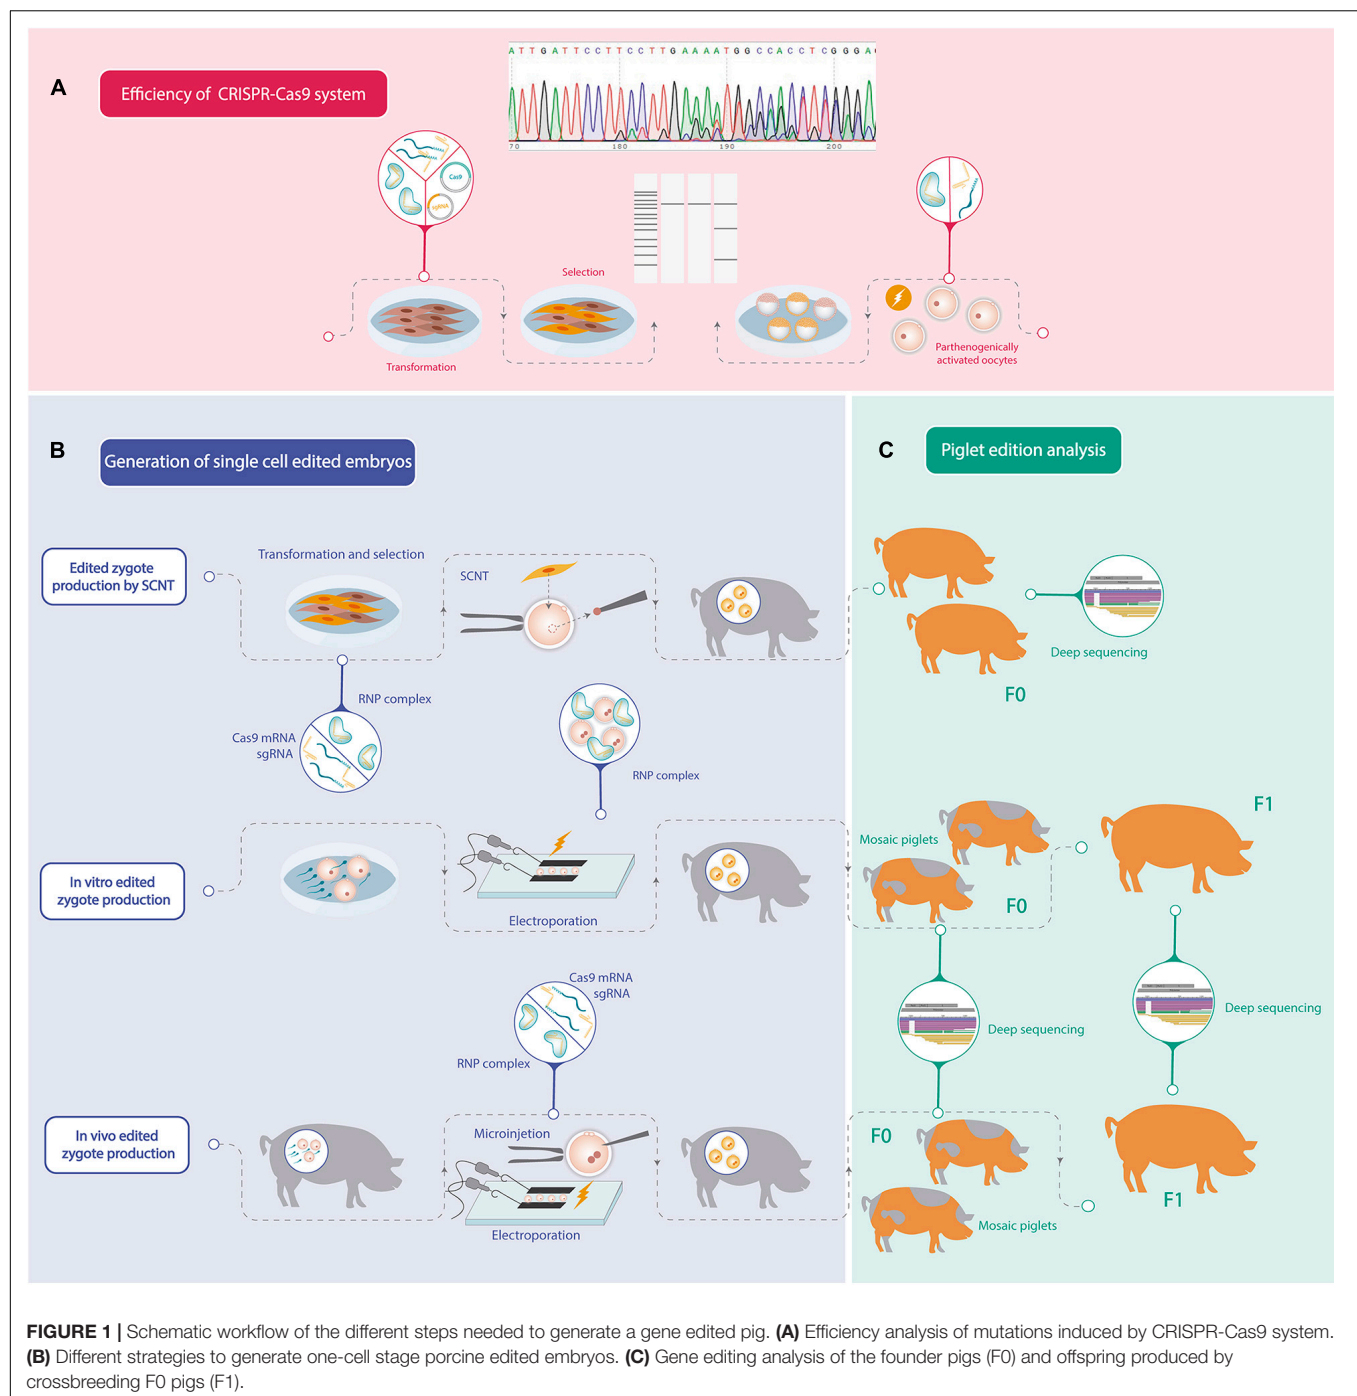 A
Efficiency of CRISPR-Cas9 system
ATTGATTCCTTCCTTGAAAATGGCCACCTCGGGA
70 180 190 200
Cas9
sgRNA
Selection
Transformation
Parthenogenically
activated oocytes
B
Generation of single cell edited embryos
Edited zygote
production by SCNT
Transformation and selection
SCNT
RNP complex
Cas9 mRNA
sgRNA
RNP complex
In vitro edited
zygote production
Electroporation
Cas9 mRNA
sgRNA
RNP complex
In vivo edited
zygote production
Microinjetion
Electroporation
C
Piglet edition analysis
Deep sequencing
F0
F1
Mosaic piglets
F0
Deep sequencing
Deep sequencing
F0
F1
Mosaic piglets
FIGURE 1 | Schematic workflow of the different steps needed to generate a gene edited pig. (A) Efficiency analysis of mutations induced by CRISPR-Cas9 system.
(B) Different strategies to generate one-cell stage porcine edited embryos. (C) Gene editing analysis of the founder pigs (F0) and offspring produced by
crossbreeding F0 pigs (F1).